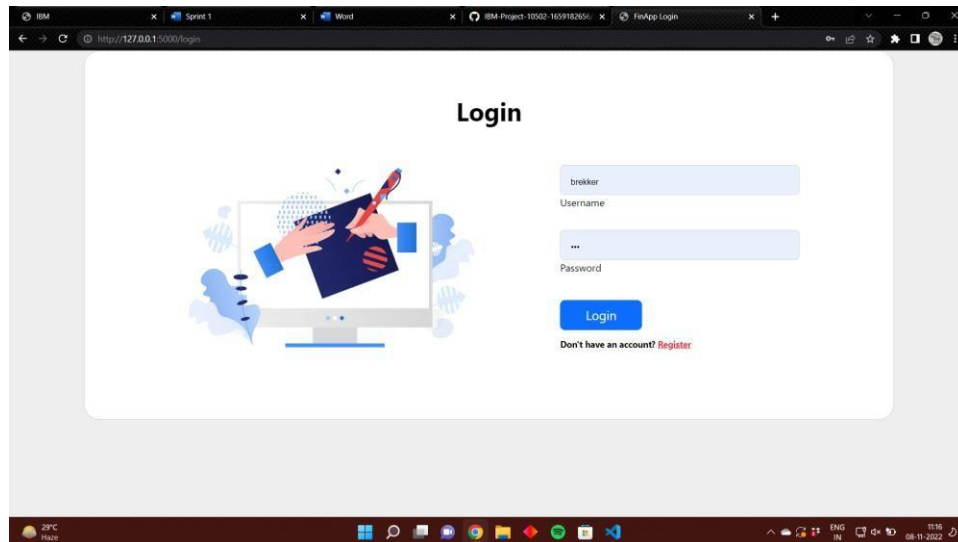 IBM
Sprint 1
Word
IBM-Project-10502-1659182656
FinApp Login
http://127.0.0.1:5000/login
Login
brekker
Username
•••
Password
Login
Don't have an account? Register
29°C
Haze
ENG
IN
11:16
08-11-2022